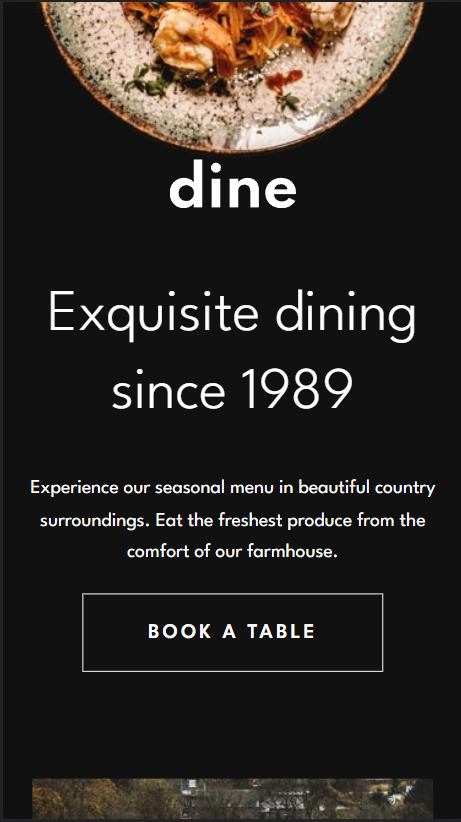 dine
Exquisite dining
since 1989
Experience our seasonal menu in beautiful country
surroundings. Eat the freshest produce from the
comfort of our farmhouse.
BOOK A TABLE